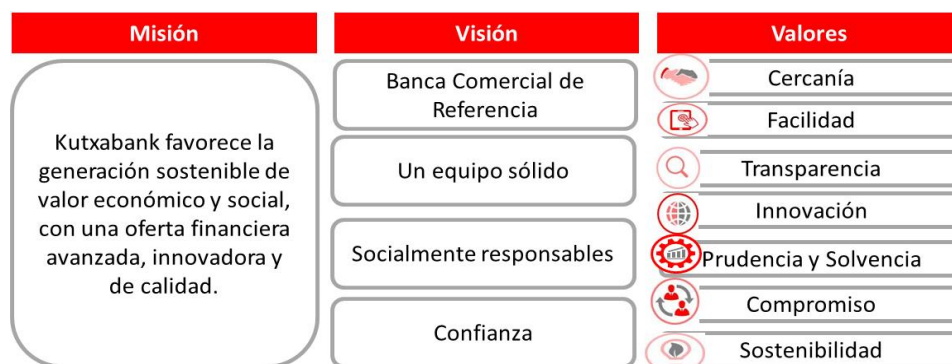 Misión
Kutxabank favorece la
generación sostenible de
valor económico y social,
con una oferta financiera
avanzada, innovadora y
de calidad.
Visión
Banca Comercial de
Referencia
Un equipo sólido
Socialmente responsables
Confianza
Valores
Cercanía
Facilidad
Transparencia
Innovación
Prudencia y Solvencia
Compromiso
Sostenibilidad